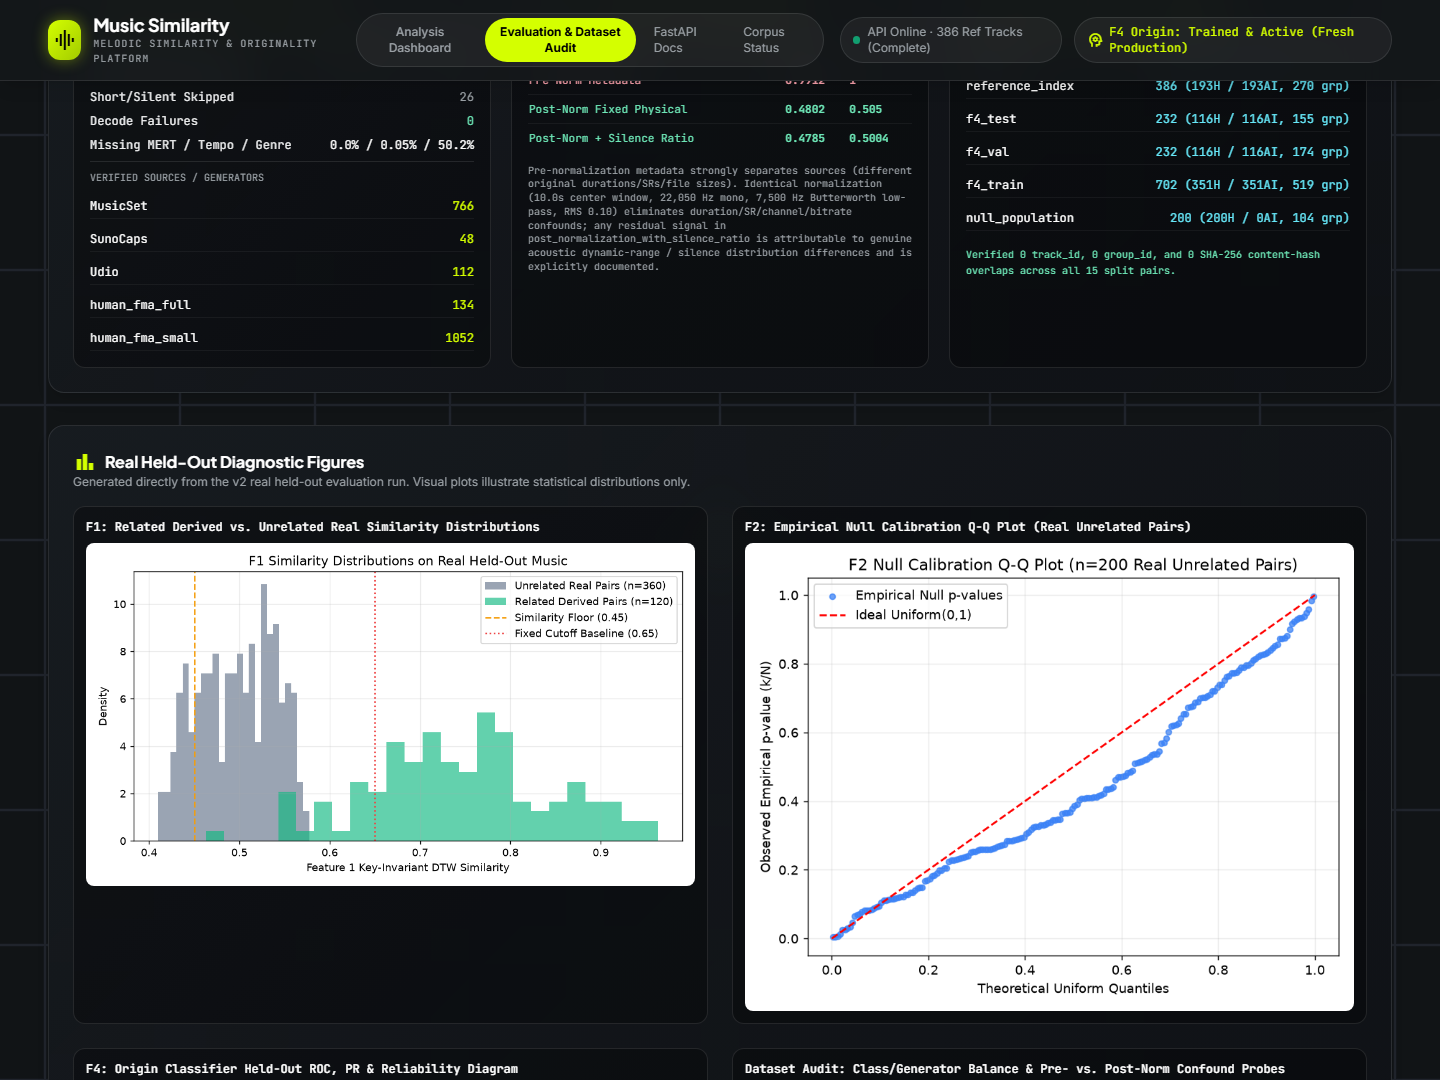 Music Similarity
MELODIC SIMILARITY & ORIGINALITY
PLATFORM
Analysis
Dashboard
Evaluation & Dataset
Audit
FastAPI
Docs
Corpus
Status
API Online · 386 Ref Tracks
(Complete)
F4 Origin: Trained & Active (Fresh
Production)
Short/Silent Skipped 26
Decode Failures 0
Missing MERT / Tempo / Genre 0.0% / 0.05% / 50.2%
VERIFIED SOURCES / GENERATORS
MusicSet 766
SunoCaps 48
Udio 112
human_fma_full 134
human_fma_small 1052
Post-Norm Fixed Physical 0.4802 0.505
Post-Norm + Silence Ratio 0.4785 0.5004
Pre-normalization metadata strongly separates sources (different
original durations/SRs/file sizes). Identical normalization
(10.0s center window, 22,050 Hz mono, 7,500 Hz Butterworth low-
pass, RMS 0.10) eliminates duration/SR/channel/bitrate
confounds; any residual signal in
post_normalization_with_silence_ratio is attributable to genuine
acoustic dynamic-range / silence distribution differences and is
explicitly documented.
reference_index 386 (193H / 193AI, 270 grp)
f4_test 232 (116H / 116AI, 155 grp)
f4_val 232 (116H / 116AI, 174 grp)
f4_train 702 (351H / 351AI, 519 grp)
null_population 200 (200H / 0AI, 104 grp)
Verified 0 track_id, 0 group_id, and 0 SHA-256 content-hash
overlaps across all 15 split pairs.
Real Held-Out Diagnostic Figures
Generated directly from the v2 real held-out evaluation run. Visual plots illustrate statistical distributions only.
F1: Related Derived vs. Unrelated Real Similarity Distributions
F1 Similarity Distributions on Real Held-Out Music
Unrelated Real Pairs (n=360)
Related Derived Pairs (n=120)
Similarity Floor (0.45)
Fixed Cutoff Baseline (0.65)
Density
10
8
6
4
2
0
0.4 0.5 0.6 0.7 0.8 0.9
Feature 1 Key-Invariant DTW Similarity
F2: Empirical Null Calibration Q-Q Plot (Real Unrelated Pairs)
F2 Null Calibration Q-Q Plot (n=200 Real Unrelated Pairs)
Empirical Null p-values
Ideal Uniform(0,1)
Observed Empirical p-value (k/N)
1.0
0.8
0.6
0.4
0.2
0.0
0.0 0.2 0.4 0.6 0.8 1.0
Theoretical Uniform Quantiles
F4: Origin Classifier Held-Out ROC, PR & Reliability Diagram
Dataset Audit: Class/Generator Balance & Pre- vs. Post-Norm Confound Probes